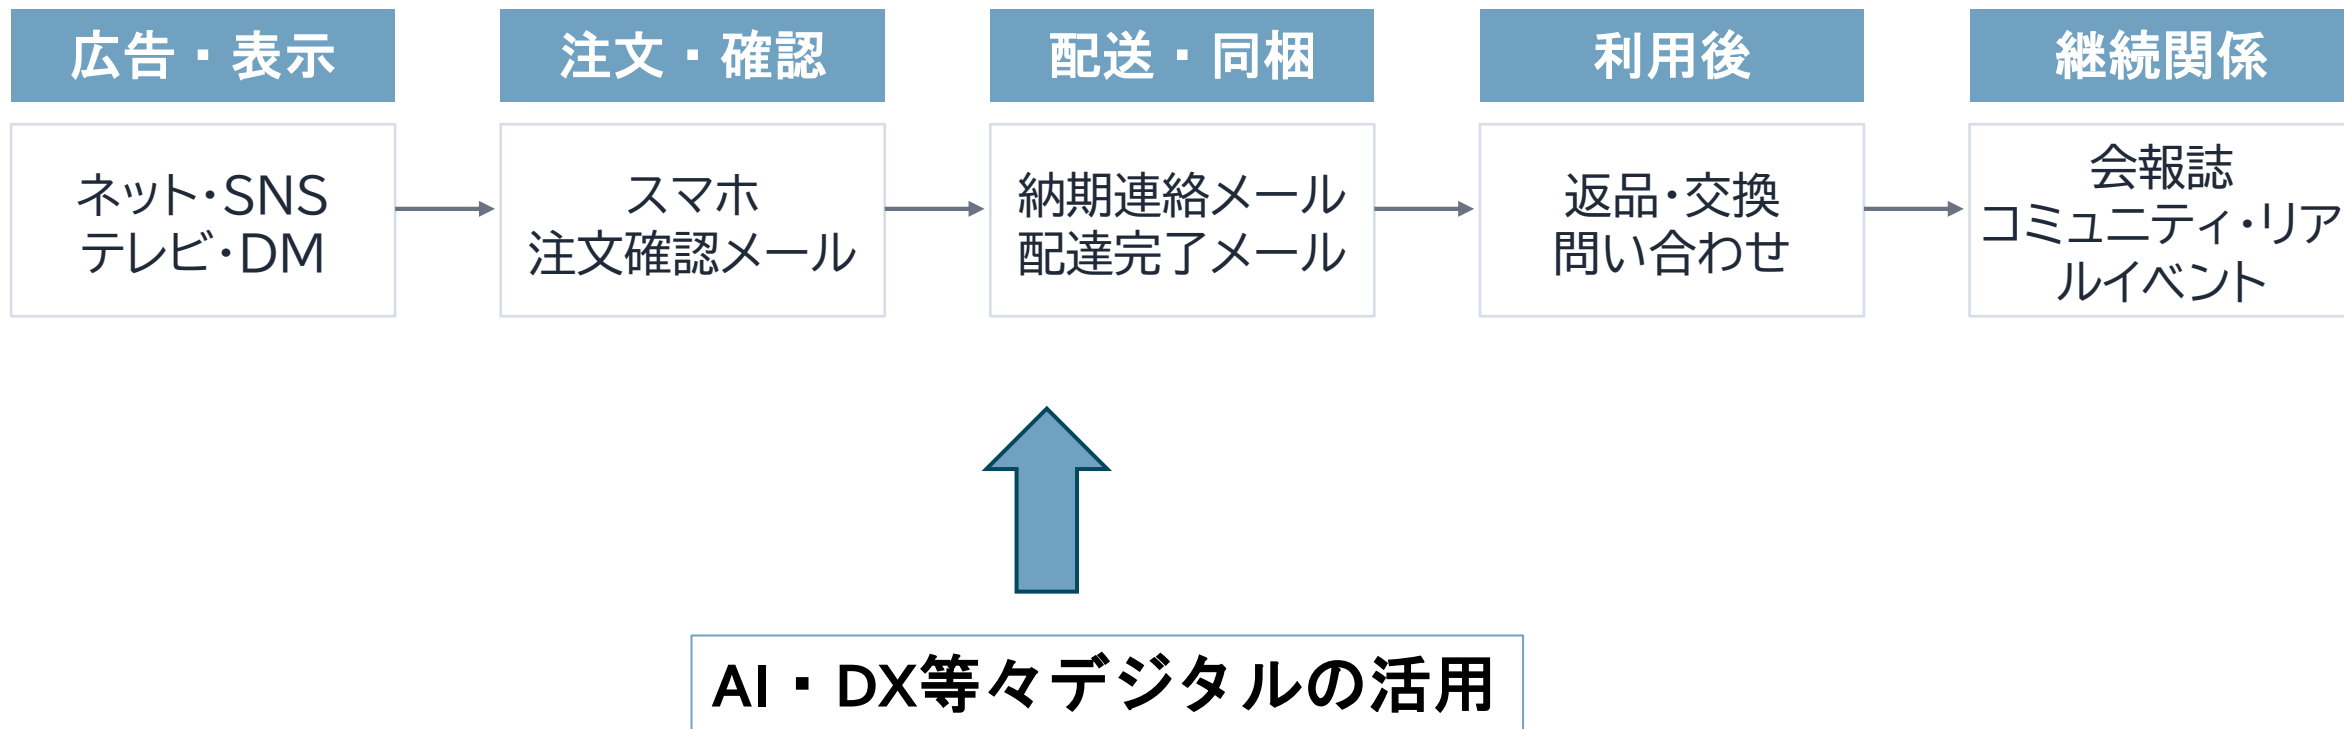 広告・表示
ネット・SNS
テレビ・DM
注文・確認
スマホ
注文確認メール
配送・同梱
納期連絡メール
配達完了メール
利用後
返品・交換
問い合わせ
継続関係
会報誌
コミュニティ・リア
ルイベント
AI・DX等々デジタルの活用